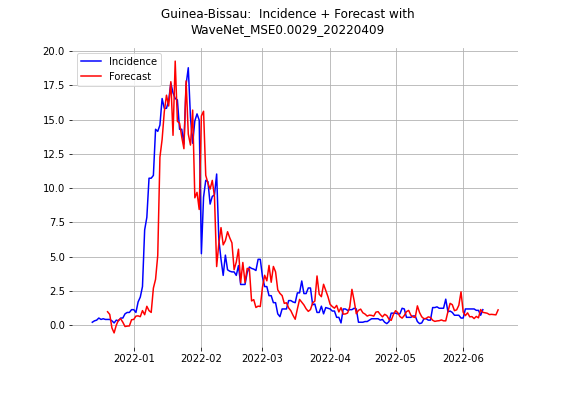 Guinea-Bissau:  Incidence + Forecast with
WaveNet_MSE0.0029_20220409
Incidence
Forecast
20.0
17.5
15.0
12.5
10.0
7.5
5.0
2.5
0.0
2022-01 2022-02 2022-03 2022-04 2022-05 2022-06